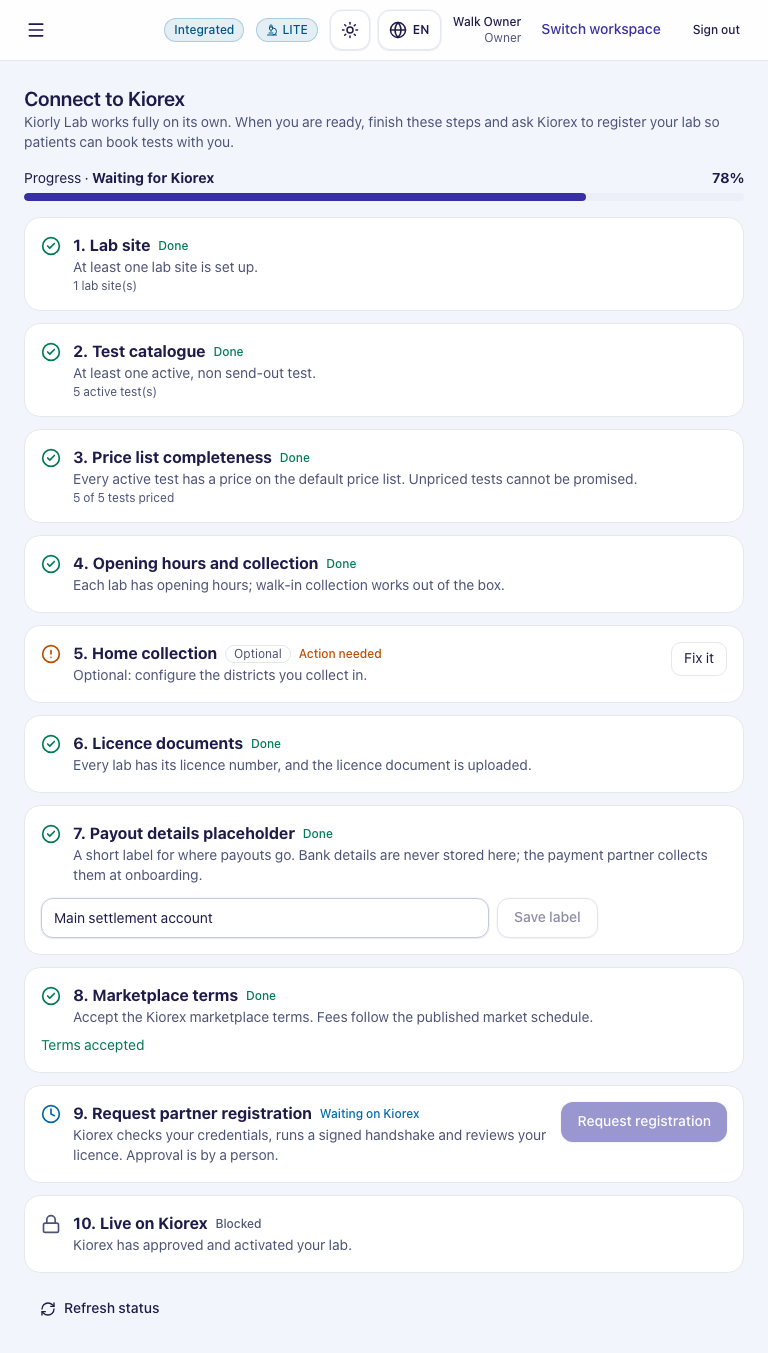 Integrated
LITE
EN
Walk Owner
Owner
Switch workspace
Sign out
Connect to Kiorex
Kiorly Lab works fully on its own. When you are ready, finish these steps and ask Kiorex to register your lab so
patients can book tests with you.
Progress · Waiting for Kiorex
78%
1. Lab site Done
At least one lab site is set up.
1 lab site(s)
2. Test catalogue Done
At least one active, non send-out test.
5 active test(s)
3. Price list completeness Done
Every active test has a price on the default price list. Unpriced tests cannot be promised.
5 of 5 tests priced
4. Opening hours and collection Done
Each lab has opening hours; walk-in collection works out of the box.
5. Home collection Optional Action needed
Optional: configure the districts you collect in.
Fix it
6. Licence documents Done
Every lab has its licence number, and the licence document is uploaded.
7. Payout details placeholder Done
A short label for where payouts go. Bank details are never stored here; the payment partner collects
them at onboarding.
Main settlement account
Save label
8. Marketplace terms Done
Accept the Kiorex marketplace terms. Fees follow the published market schedule.
Terms accepted
9. Request partner registration Waiting on Kiorex
Kiorex checks your credentials, runs a signed handshake and reviews your
licence. Approval is by a person.
Request registration
10. Live on Kiorex Blocked
Kiorex has approved and activated your lab.
Refresh status